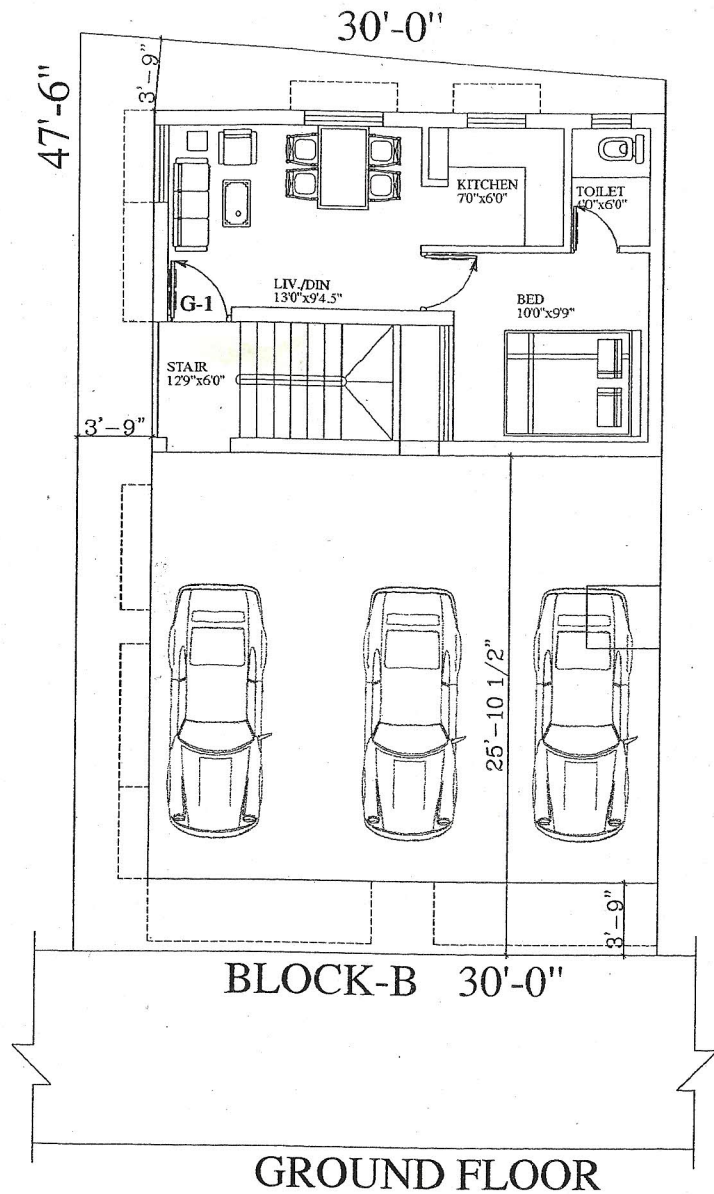 30'-0"
47'-6"
3'-9"
KITCHEN
7'0"x6'0"
TOILET
4'0"x6'0"
LIV./DIN
13'0"x9'4.5"
G-1
BED
10'0"x9'9"
STAIR
12'9"x6'0"
3'-9"
25'-10 1/2"
3'-9"
BLOCK-B 30'-0"
GROUND FLOOR